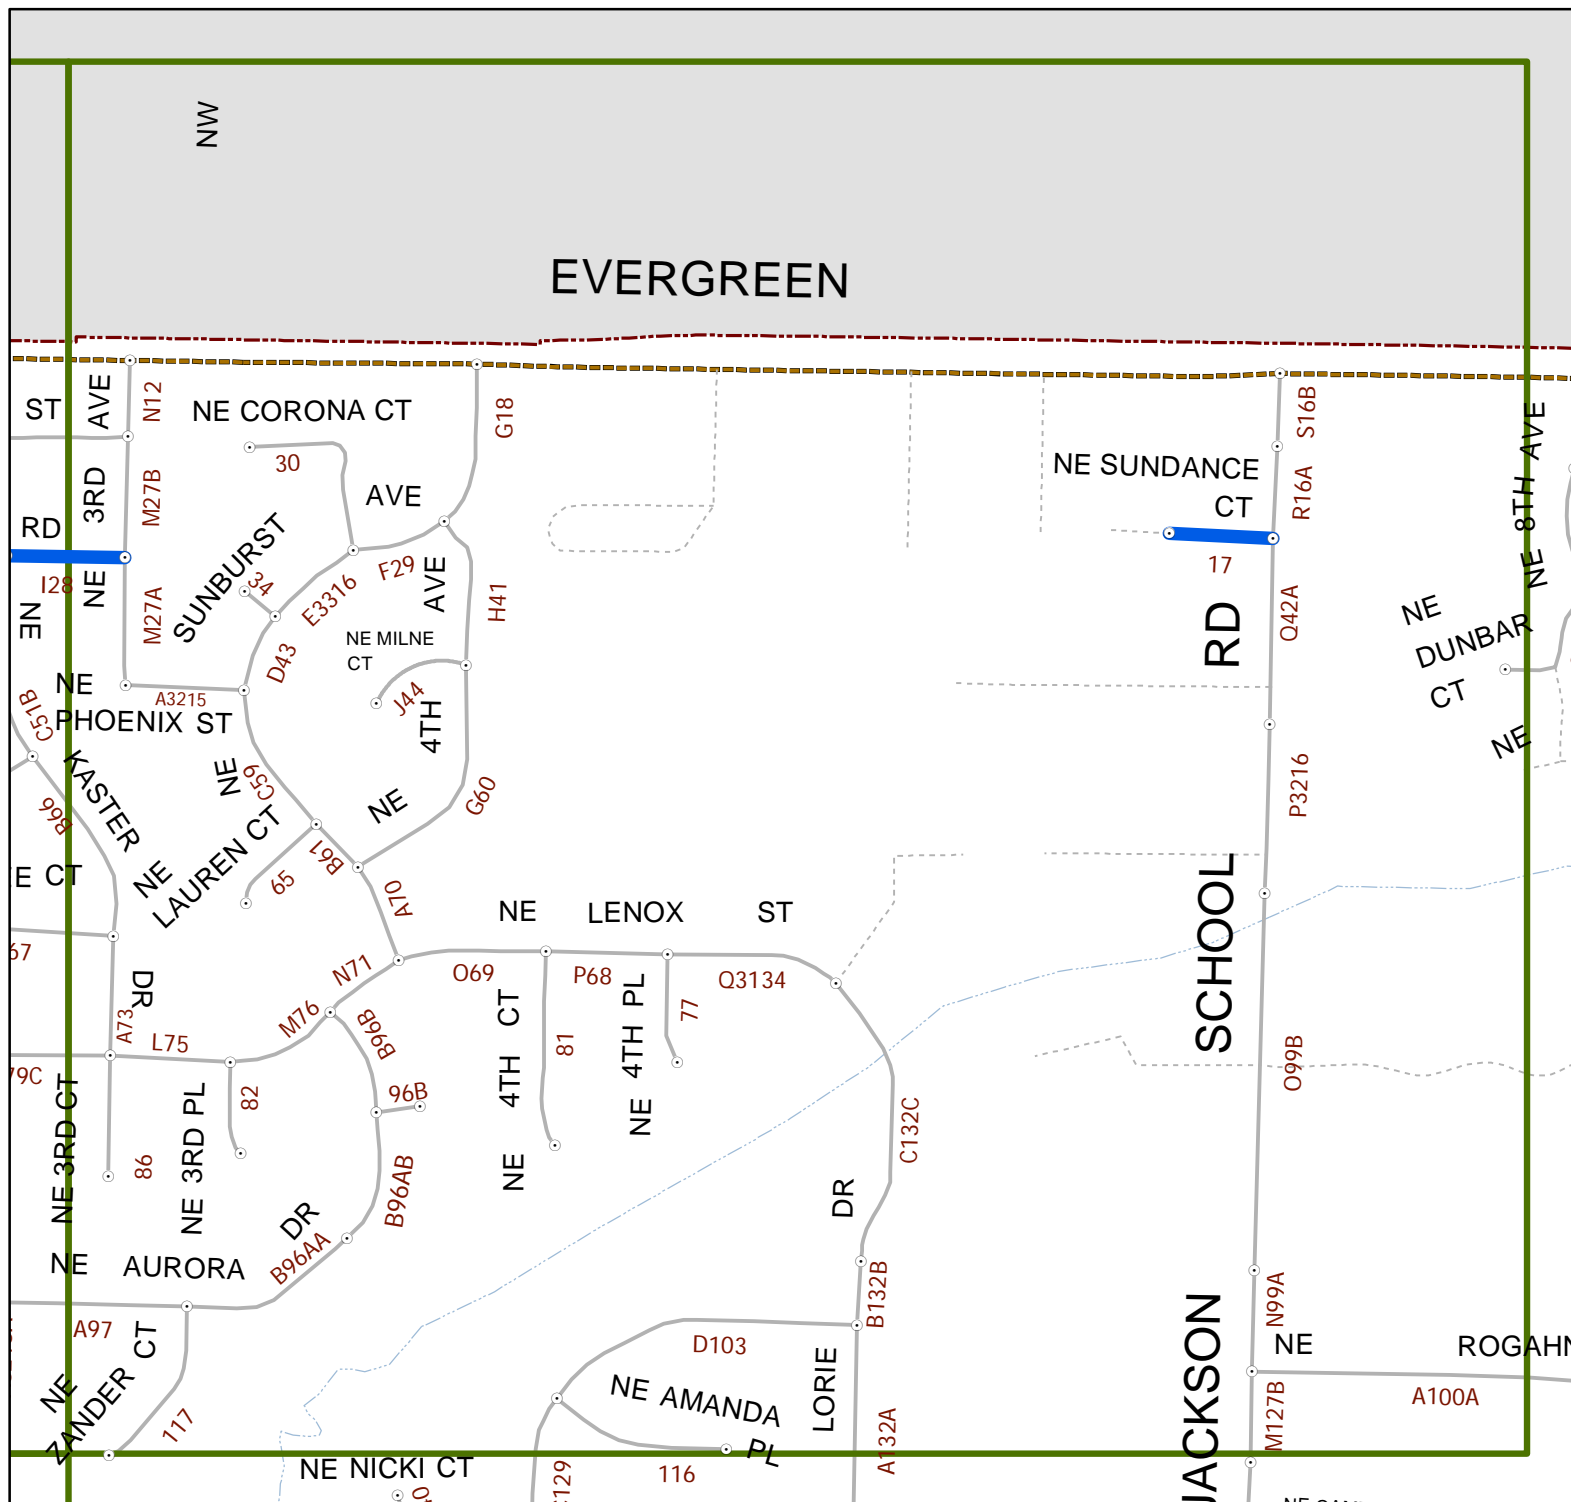 NW
EVERGREEN
ST
AVE
N12
NE CORONA CT
G18
S16B
NE 8TH AVE
30
AVE
NE SUNDANCE
CT
R16A
3RD
M27B
RD
SUNBURST
34
F29
E3316
AVE
H41
17
I28
NE
NE
M27A
D43
NE MILNE
CT
J44
4TH
RD
Q42A
NE
DUNBAR
CT
NE
NE
PHOENIX ST
A3215
C51B
KASTER
B66
NE
C59
NE
G60
P3216
CT
NE
LAUREN CT
65
B61
A70
NE LENOX ST
67
DR
N71
O69
P68
Q3134
SCHOOL
A73
L75
M76
B96B
NE 4TH CT
81
NE 4TH PL
77
O99B
79C
NE 3RD CT
86
NE 3RD PL
82
96B
B96AB
C132C
DR
NE AURORA
DR
B96AA
B132B
N99A
A97
NE
ZANDER CT
117
D103
NE AMANDA
PL
LORIE
JACKSON
NE ROGAHN
A100A
M127B
A132A
NE NICKI CT
116
129